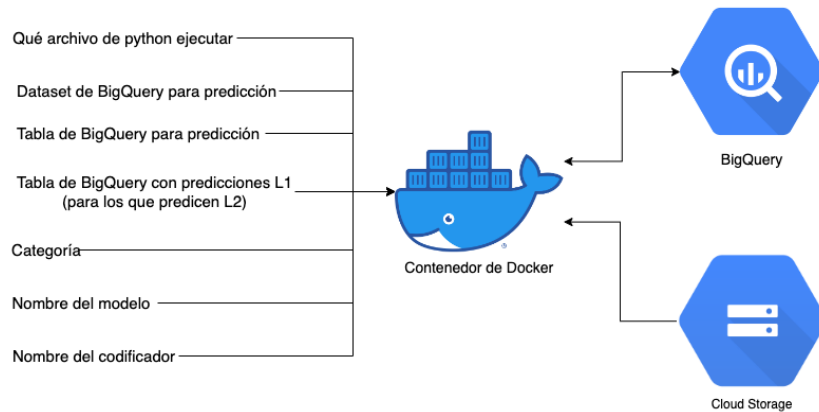 Qué archivo de python ejecutar
Dataset de BigQuery para predicción
Tabla de BigQuery para predicción
Tabla de BigQuery con predicciones L1
(para los que predicen L2)
Categoría
Nombre del modelo
Nombre del codificador
Contenedor de Docker
BigQuery
Cloud Storage